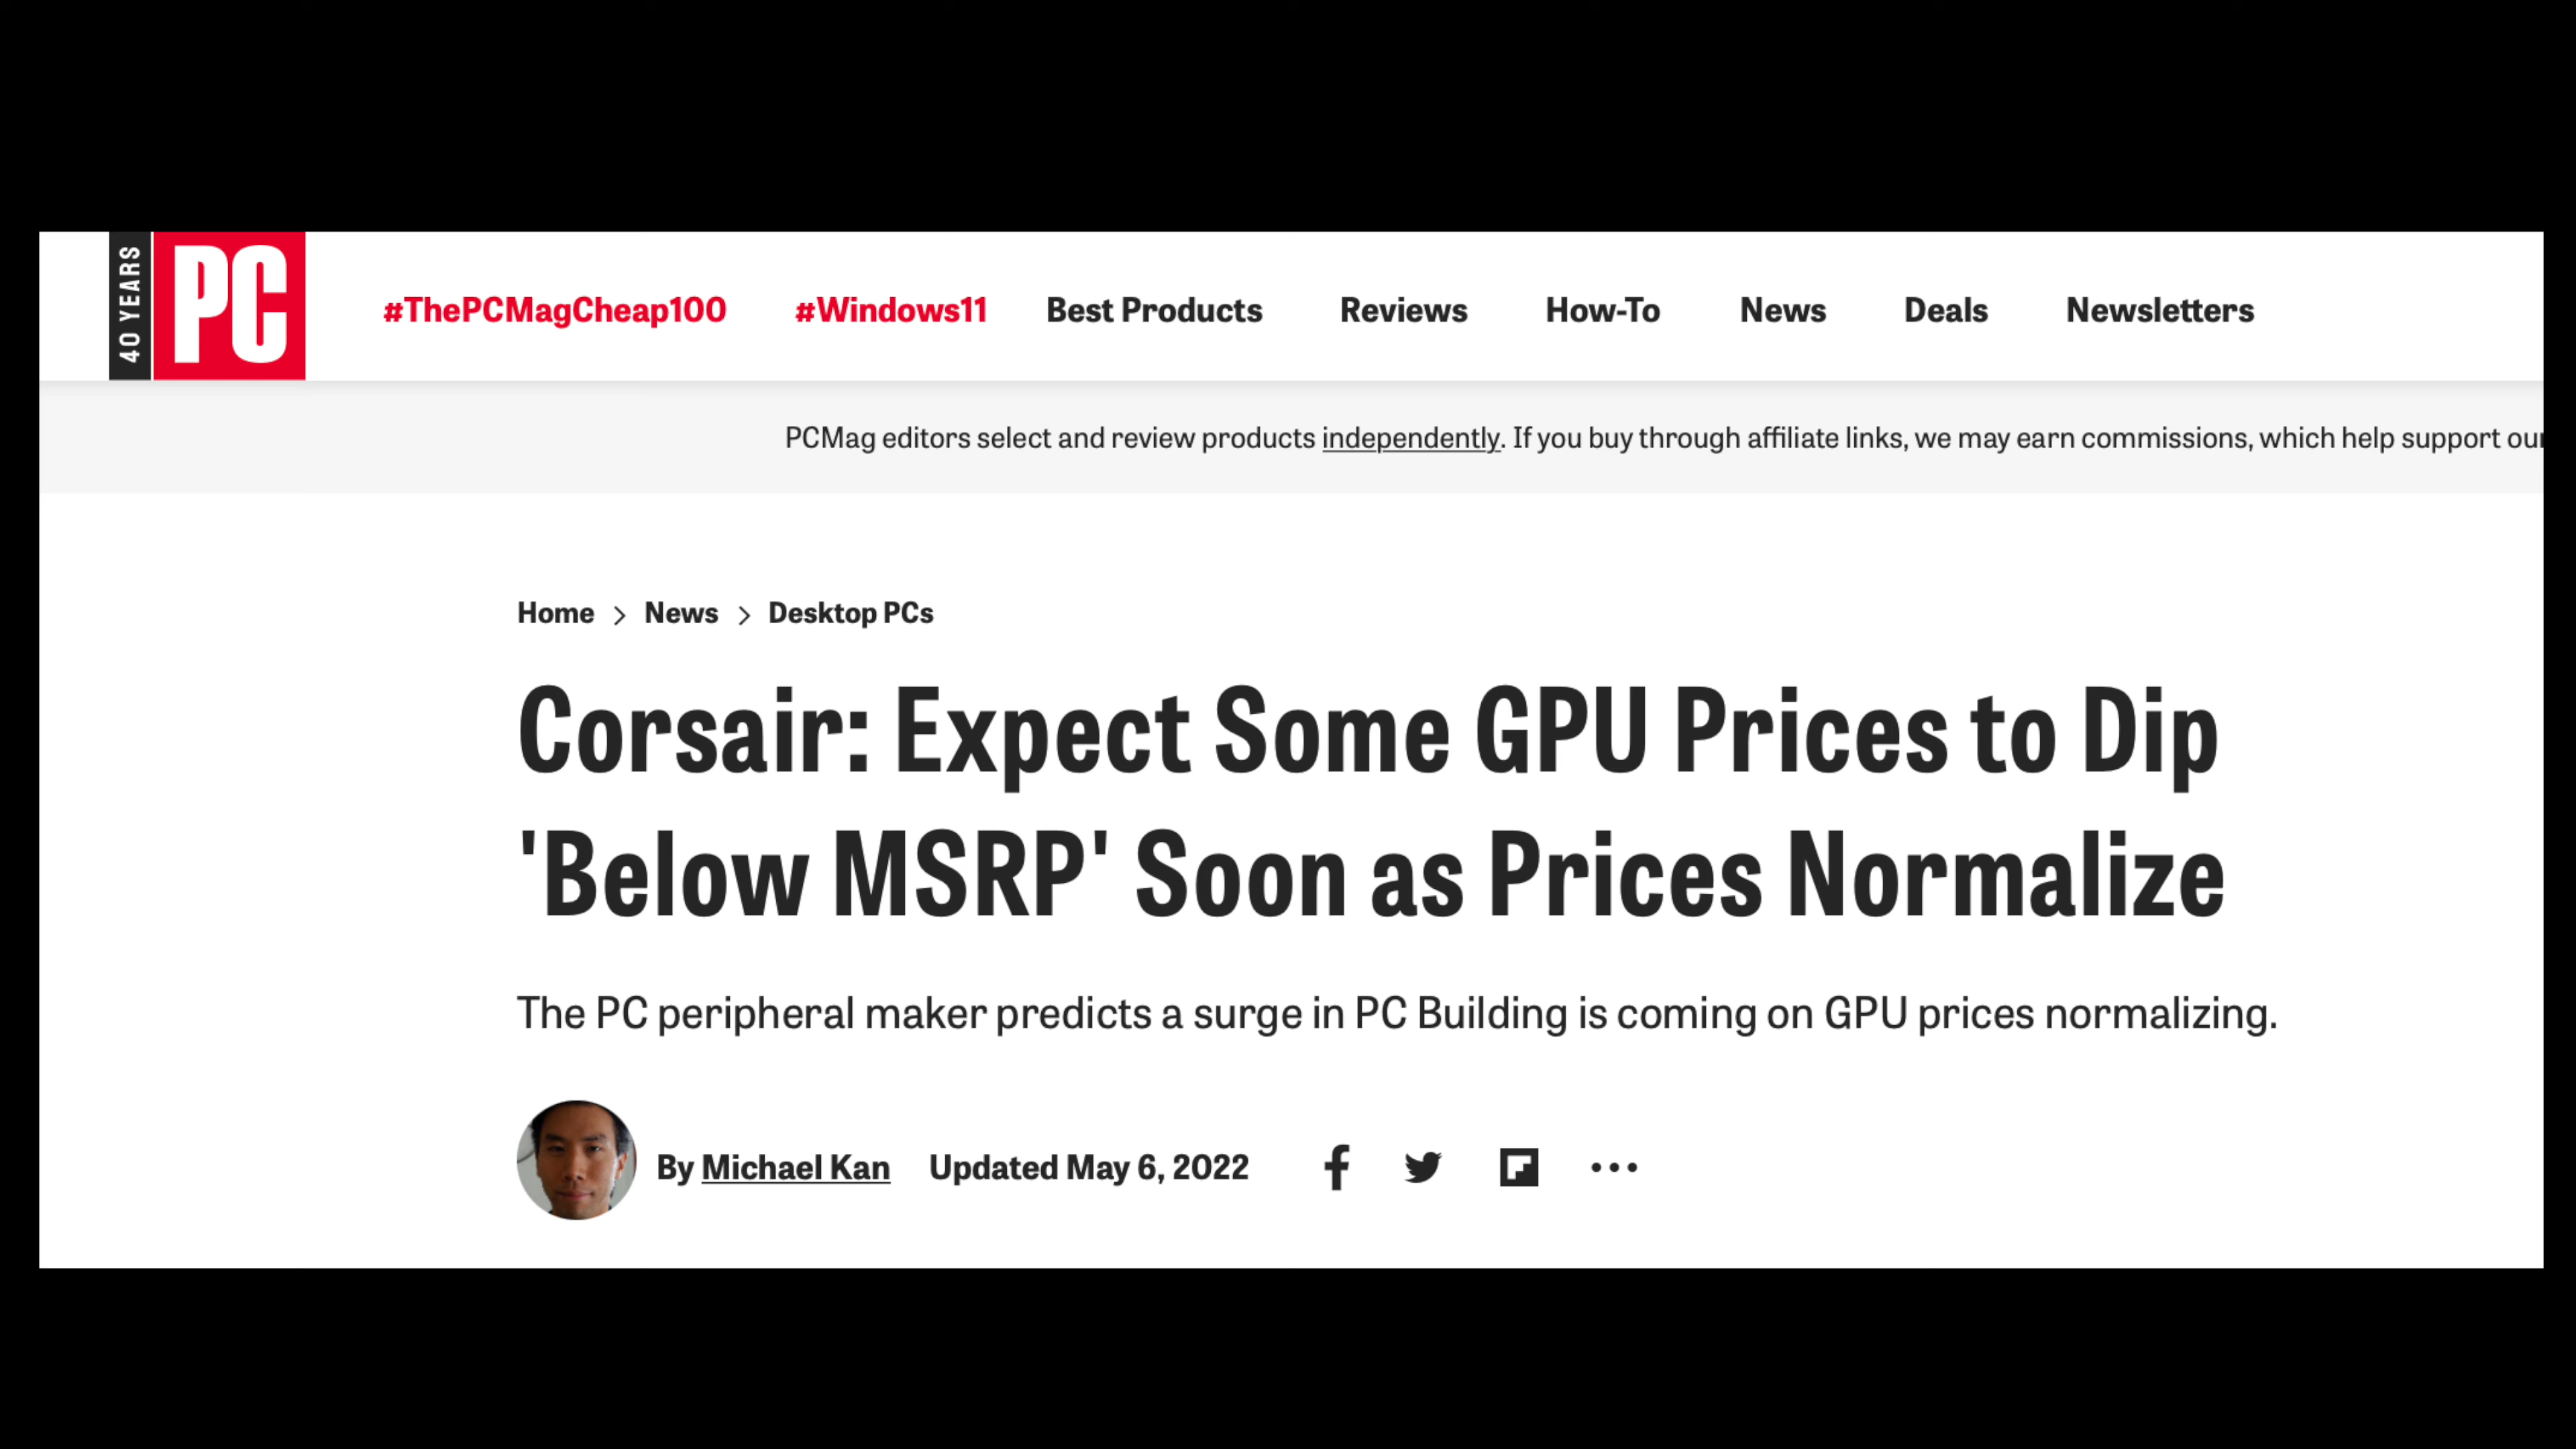 40 YEARS
PC
#ThePCMagCheap100 #Windows11 Best Products Reviews How-To News Deals Newsletters
PCMag editors select and review products independently. If you buy through affiliate links, we may earn commissions, which help support our
Home > News > Desktop PCs
Corsair: Expect Some GPU Prices to Dip
'Below MSRP' Soon as Prices Normalize
The PC peripheral maker predicts a surge in PC Building is coming on GPU prices normalizing.
By Michael Kan Updated May 6, 2022